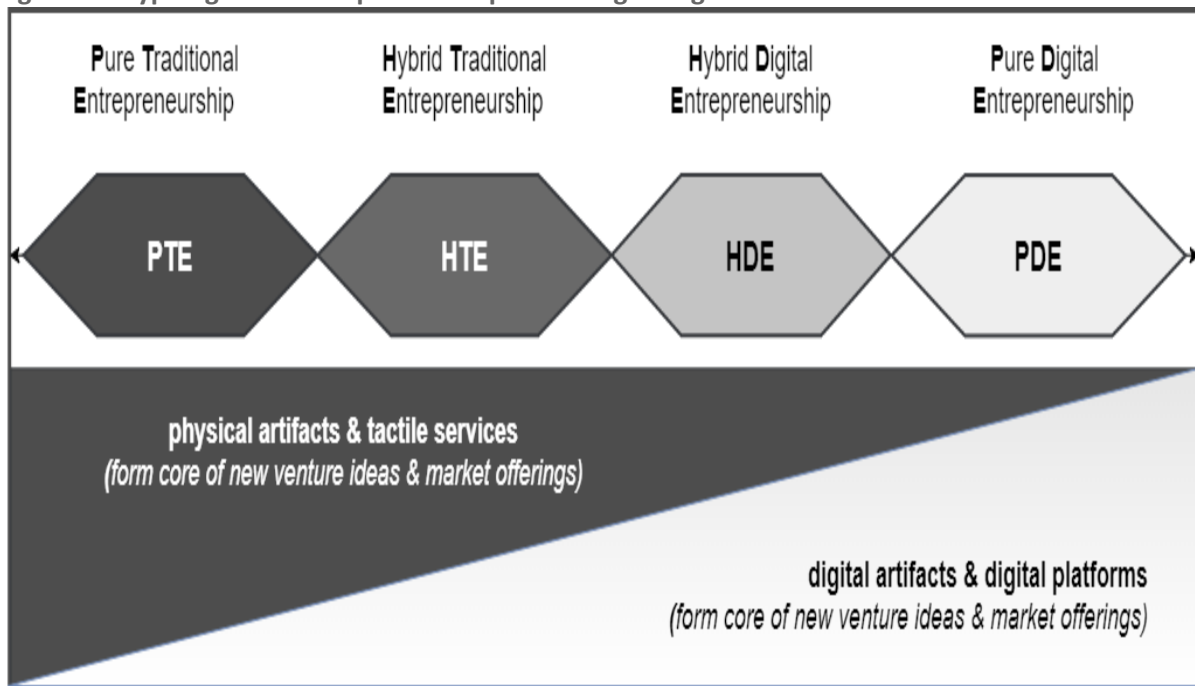 Pure Traditional
Entrepreneurship
Hybrid Traditional
Entrepreneurship
Hybrid Digital
Entrepreneurship
Pure Digital
Entrepreneurship
PTE
HTE
HDE
PDE
physical artifacts & tactile services
(form core of new venture ideas & market offerings)
digital artifacts & digital platforms
(form core of new venture ideas & market offerings)